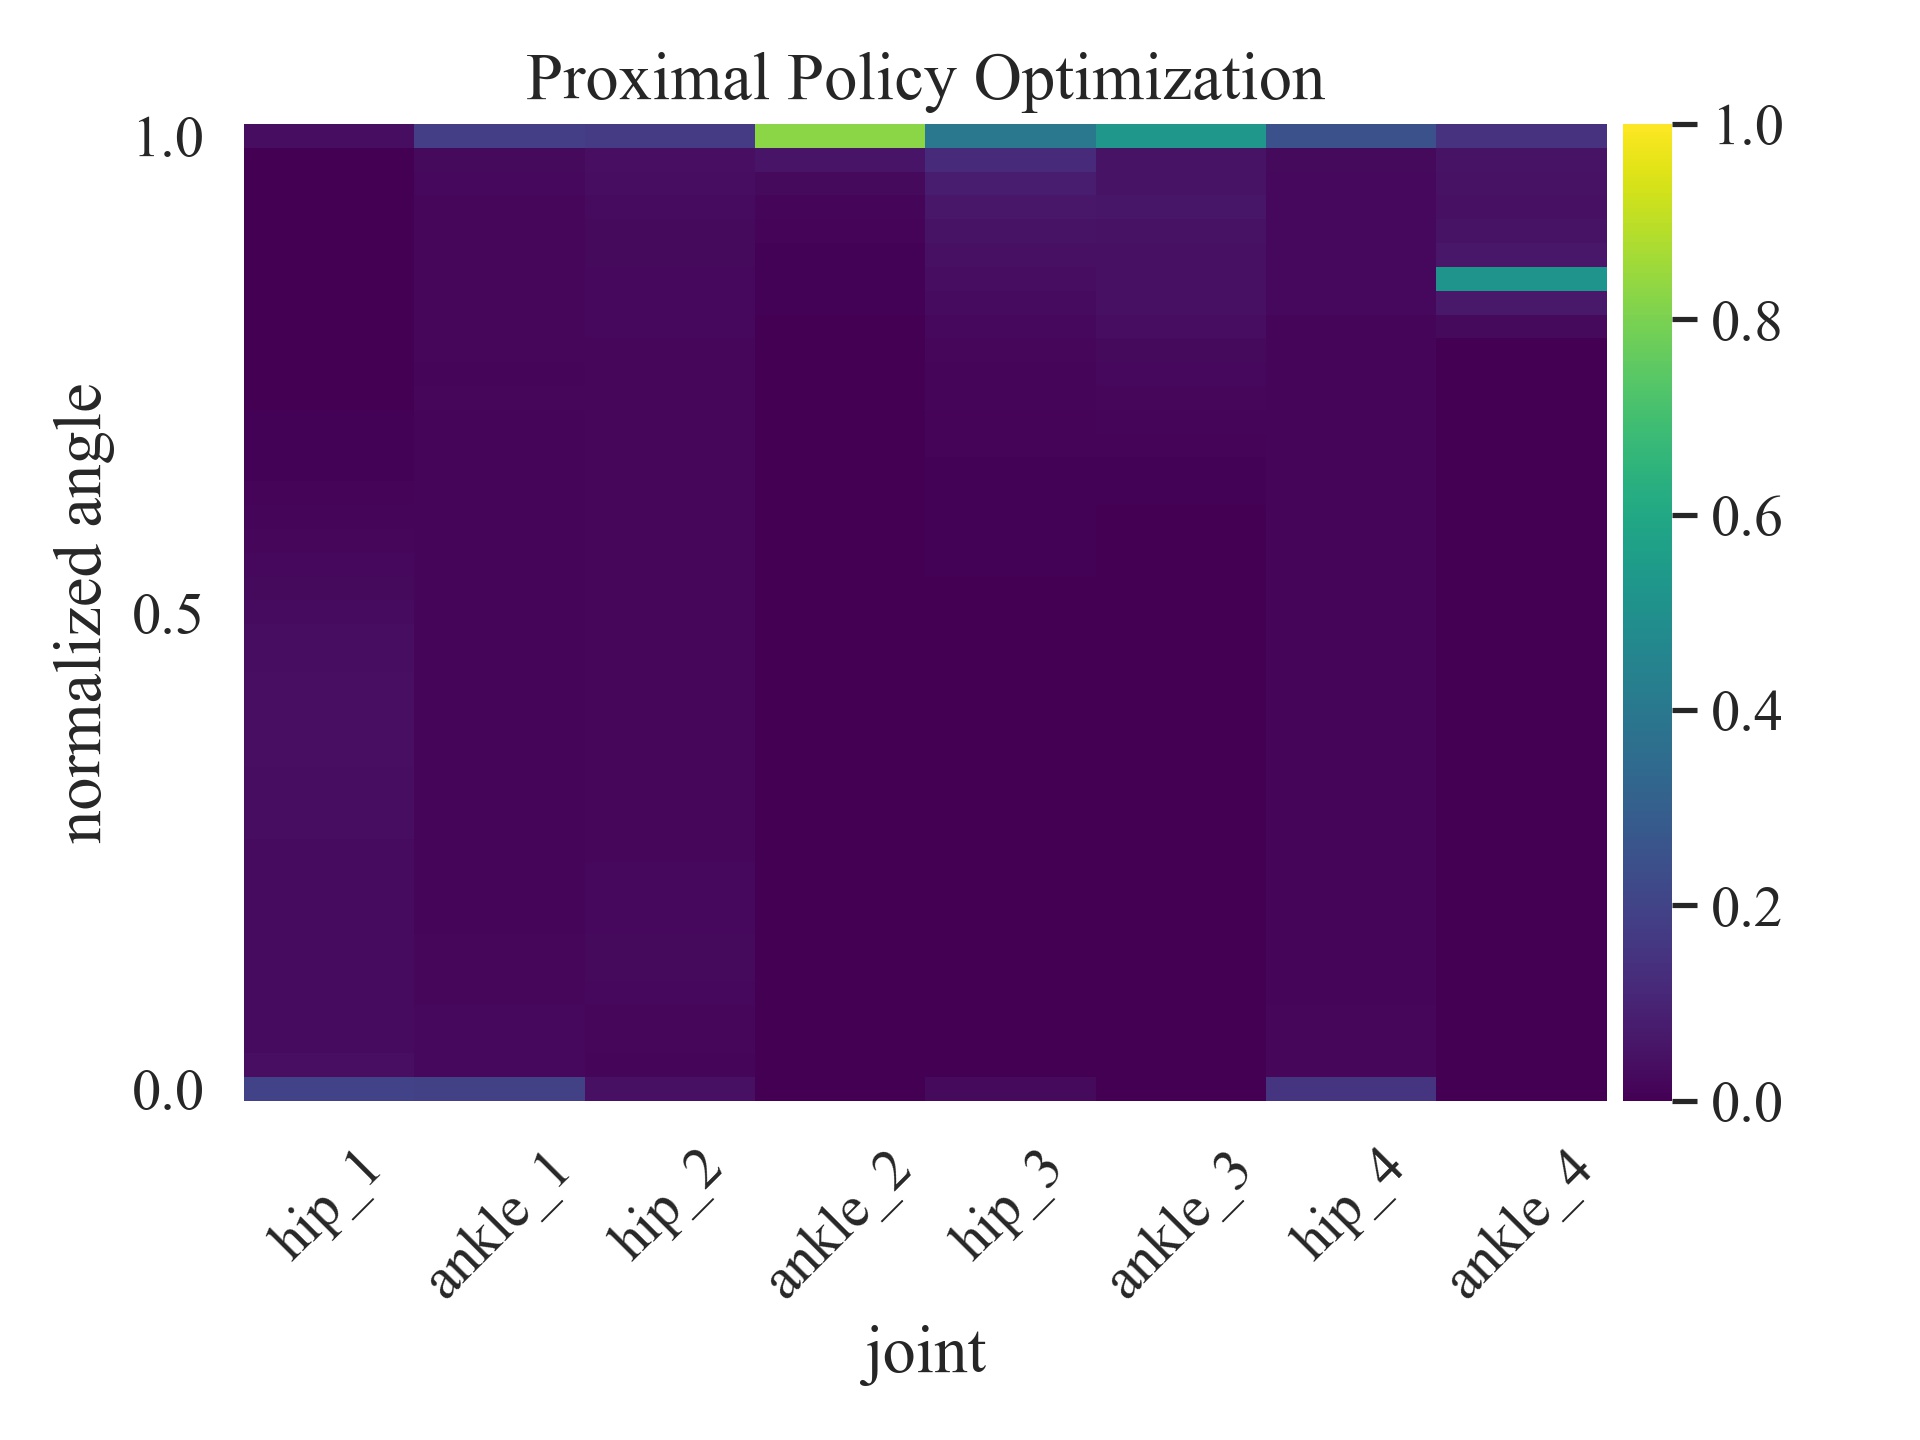 Proximal Policy Optimization
normalized angle
1.0
0.5
0.0
hip_1
ankle_1
hip_2
ankle_2
hip_3
ankle_3
hip_4
ankle_4
joint
1.0
0.8
0.6
0.4
0.2
0.0